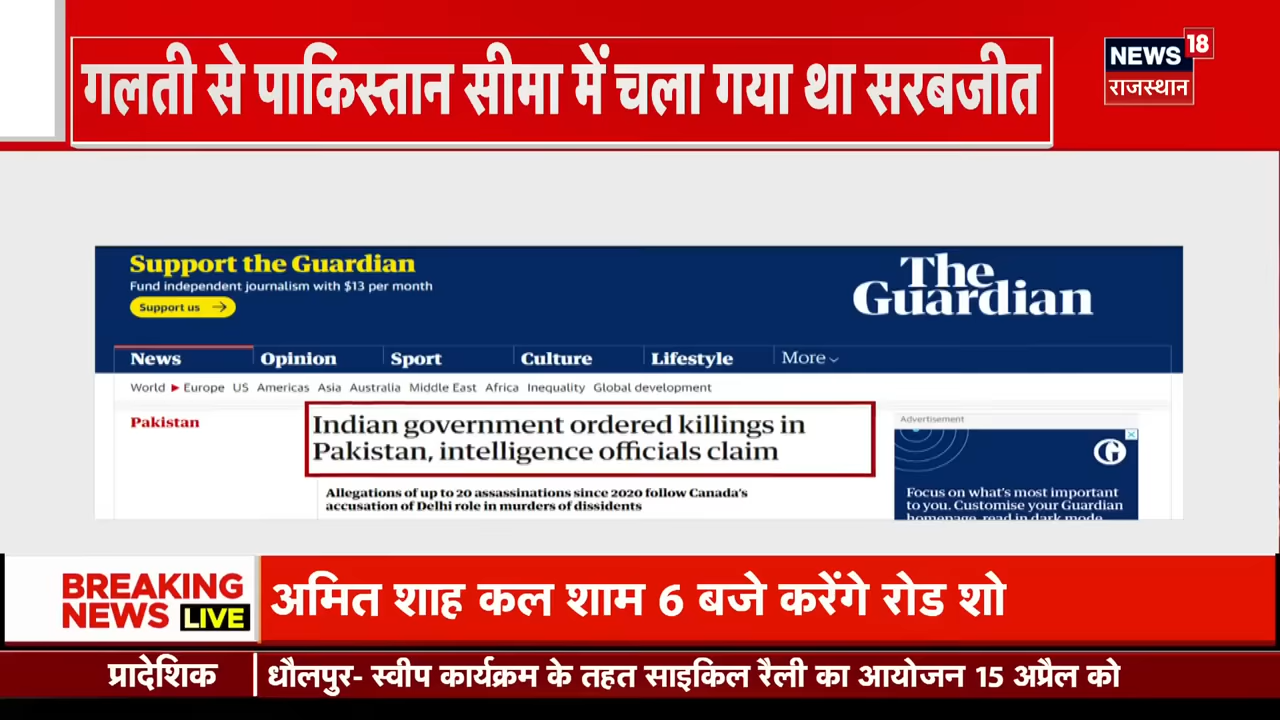 गलती से पाकिस्तान सीमा में चला गया था सरबजीत
NEWS 18
राजस्थान
Support the Guardian
Fund independent journalism with $13 per month
Support us →
The
Guardian
News Opinion Sport Culture Lifestyle More
World ▶ Europe US Americas Asia Australia Middle East Africa Inequality Global development
Pakistan
Indian government ordered killings in
Pakistan, intelligence officials claim
Allegations of up to 20 assassinations since 2020 follow Canada's
accusation of Delhi role in murders of dissidents
Advertisement
G
Focus on what's most important
to you. Customise your Guardian
homepage, read in dark mode
BREAKING
NEWS LIVE
अमित शाह कल शाम 6 बजे करेंगे रोड शो
प्रादेशिक
धौलपुर- स्वीप कार्यक्रम के तहत साइकिल रैली का आयोजन 15 अप्रैल को